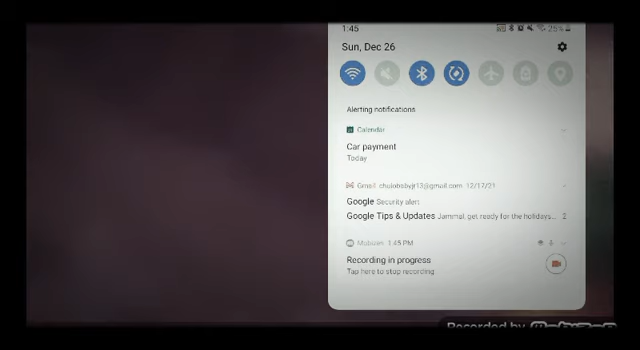 1:45
25%
Sun, Dec 26
Alerting notifications
Calendar
Car payment
Today
Gmail chujobsbyjr13@gmail.com 12/17/21
Google Security alert
Google Tips & Updates Jammal, get ready for the holidays... 2
Mobizen 1:45 PM
Recording in progress
Tap here to stop recording
Recorded by Mobizen